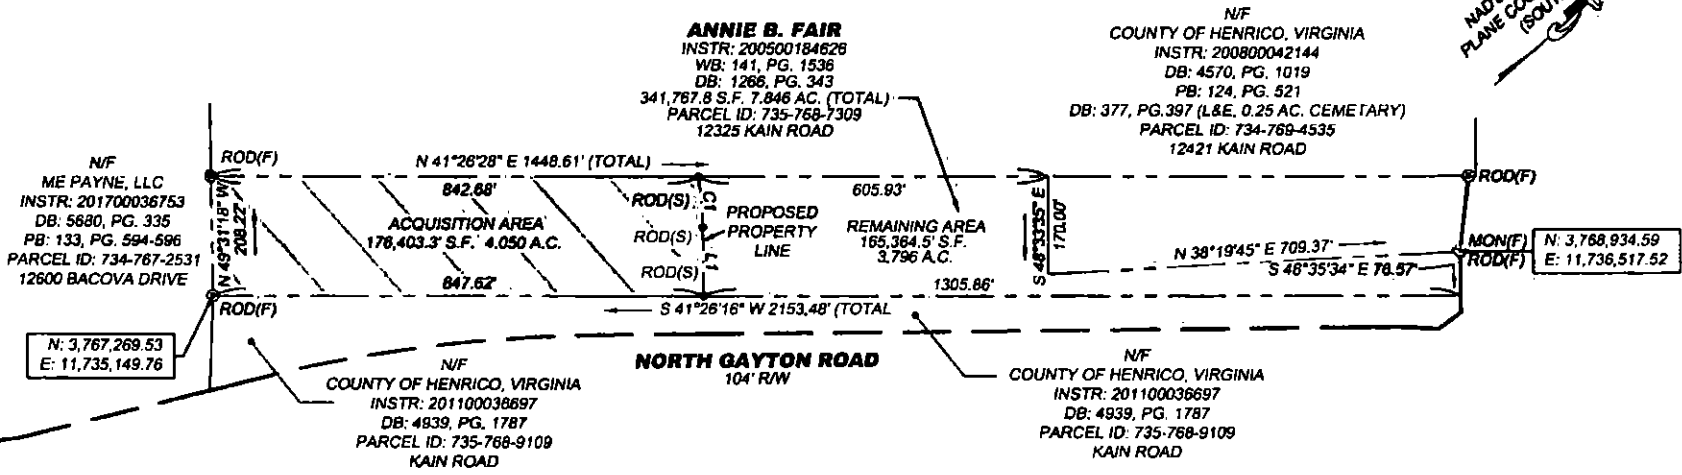 ANNIE B. FAIR
INSTR: 200500184626
WB: 141, PG. 1536
DB: 1266, PG. 343
341,767.8 S.F. 7.846 AC. (TOTAL)
PARCEL ID: 735-768-7309
12325 KAIN ROAD
N/F
COUNTY OF HENRICO, VIRGINIA
INSTR: 200800042144
DB: 4570, PG. 1019
PB: 124, PG. 521
DB: 377, PG.397 (L&E, 0.25 AC. CEMETARY)
PARCEL ID: 734-769-4535
12421 KAIN ROAD
PLANE
(SOUT
N/F
ME PAYNE, LLC
INSTR: 201700036753
DB: 5680, PG. 335
PB: 133, PG. 594-596
PARCEL ID: 734-767-2531
12600 BACOVA DRIVE
ROD(F)
N 49°31'18" W
208.22'
ROD(F)
N 41°26'28" E 1448.61' (TOTAL)
842.68'
ACQUISITION AREA
176,403.3' S.F. 4.050 A.C.
847.62'
ROD(S)
ROD(S)
ROD(S)
C1
L1
PROPOSED
PROPERTY
LINE
605.93'
REMAINING AREA
165,364.5' S.F.
3.796 A.C.
1305.86'
S 48°33'35" E
170.00'
N 38°19'45" E 709.37'
S 48°35'34" E 76.57'
ROD(F)
MON(F)
ROD(F)
N: 3,768,934.59
E: 11,736,517.52
S 41°26'16" W 2153.48' (TOTAL
N: 3,767,269.53
E: 11,735,149.76
NORTH GAYTON ROAD
104' R/W
N/F
COUNTY OF HENRICO, VIRGINIA
INSTR: 201100036697
DB: 4939, PG. 1787
PARCEL ID: 735-768-9109
KAIN ROAD
N/F
COUNTY OF HENRICO, VIRGINIA
INSTR: 201100036697
DB: 4939, PG. 1787
PARCEL ID: 735-768-9109
KAIN ROAD